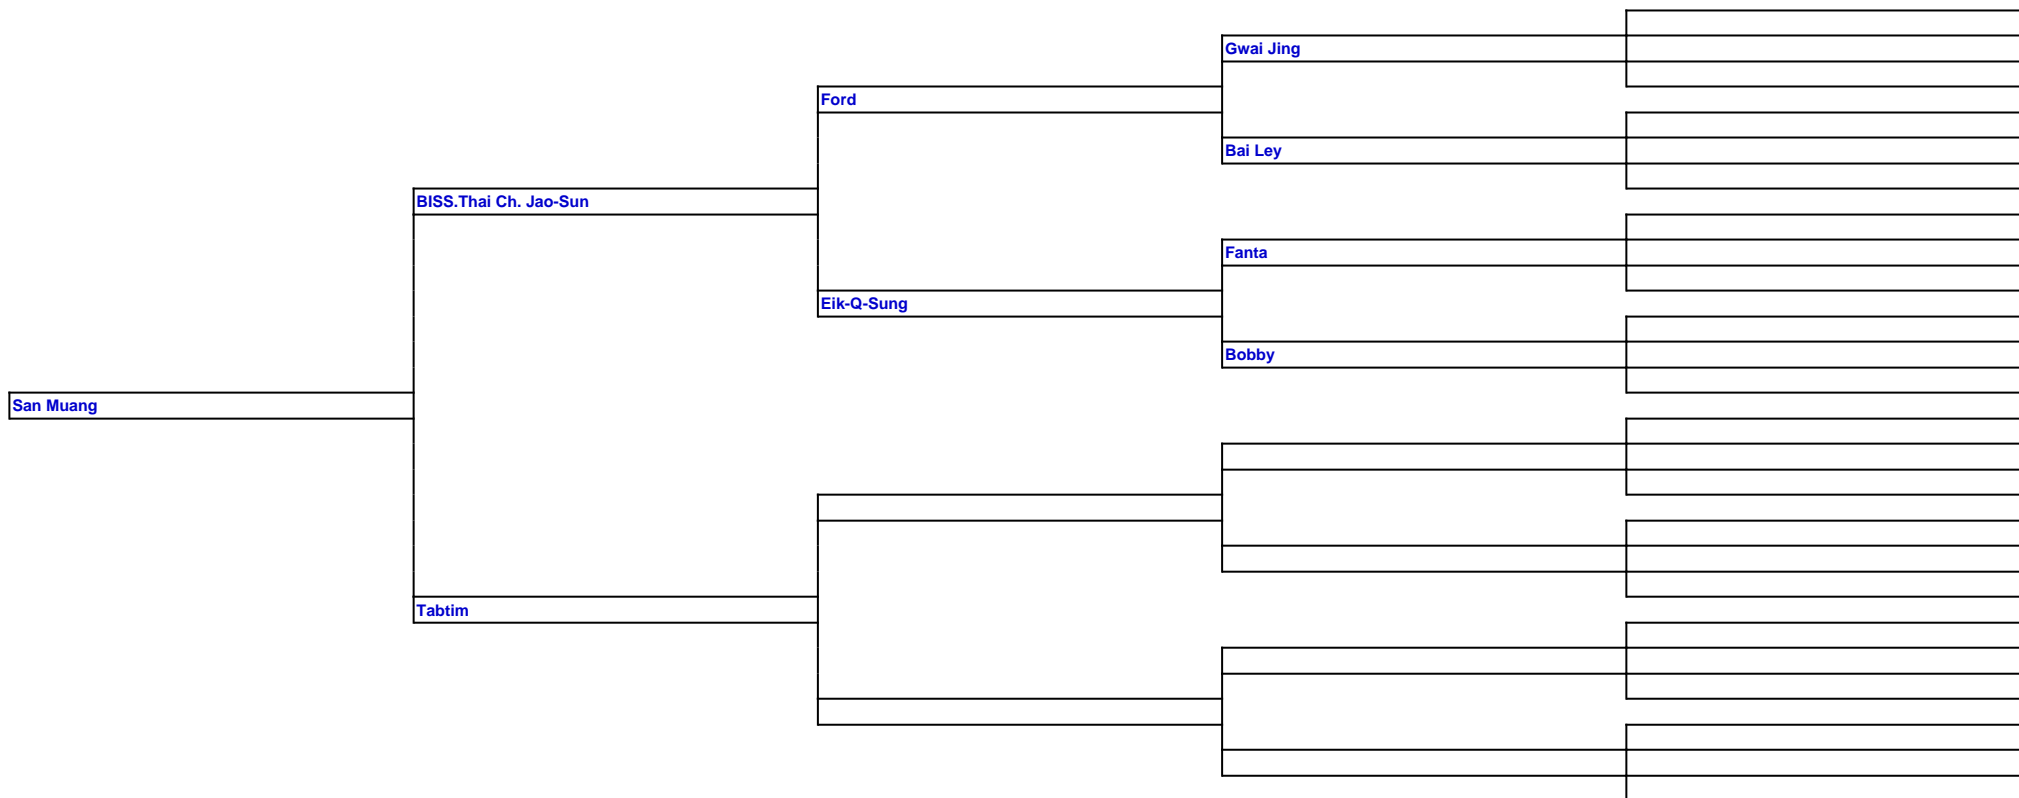 Gwai Jing
Ford
Bai Ley
BISS.Thai Ch. Jao-Sun
Fanta
Eik-Q-Sung
Bobby
San Muang
Tabtim